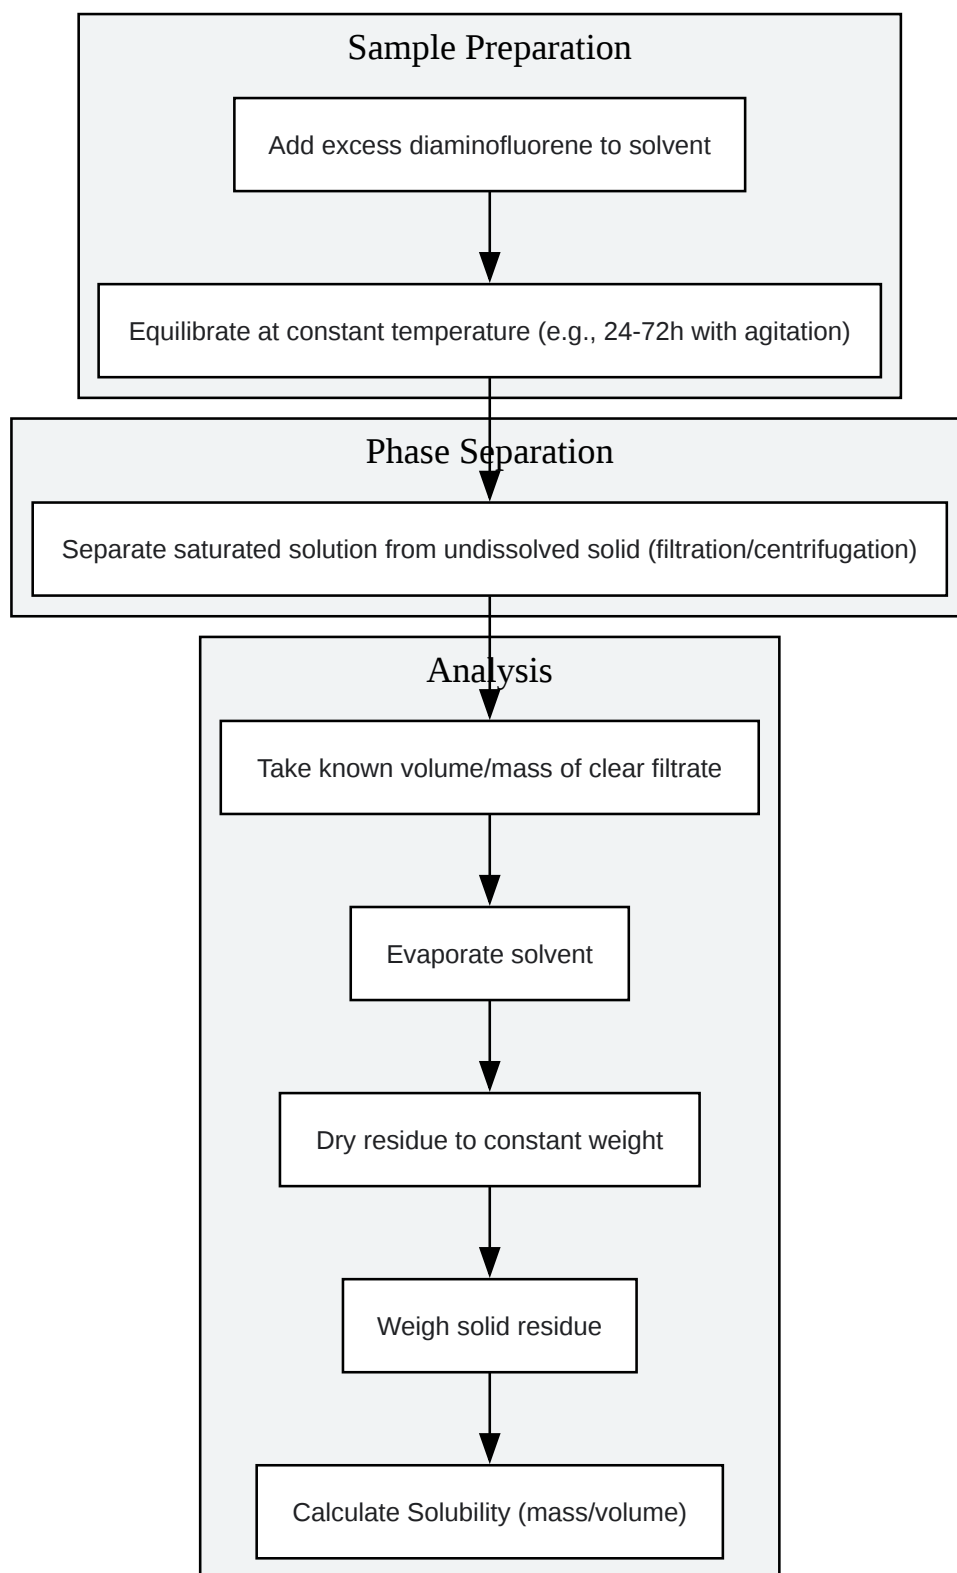 Sample Preparation
Add excess diaminofluorene to solvent
Equilibrate at constant temperature (e.g., 24-72h with agitation)
Phase Separation
Separate saturated solution from undissolved solid (filtration/centrifugation)
Analysis
Take known volume/mass of clear filtrate
Evaporate solvent
Dry residue to constant weight
Weigh solid residue
Calculate Solubility (mass/volume)